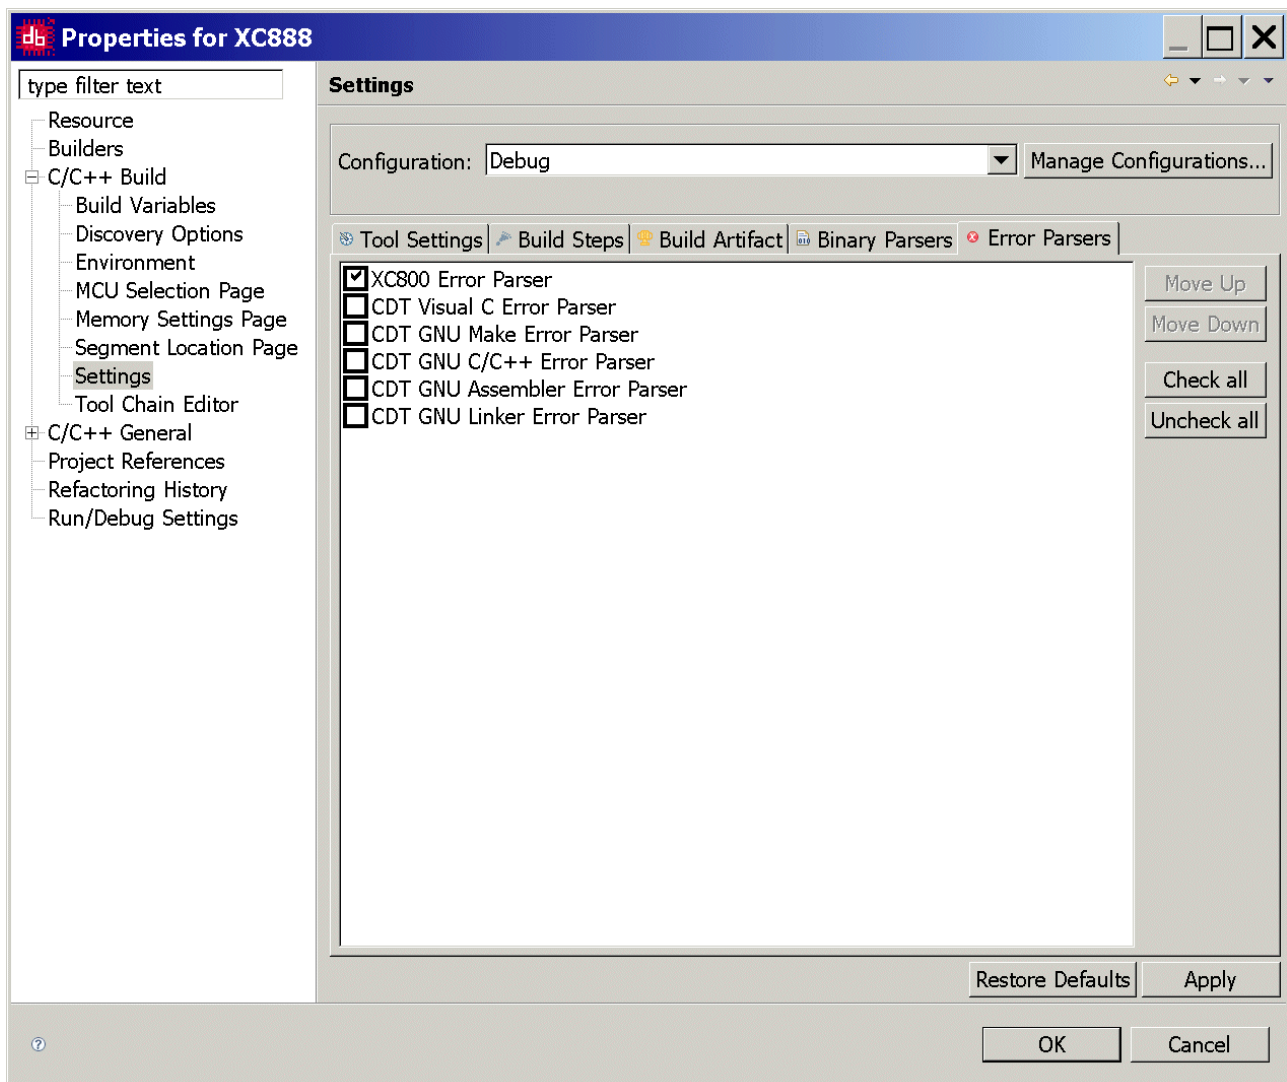 db Properties for XC888
type filter text
Resource
Builders
C/C++ Build
Build Variables
Discovery Options
Environment
MCU Selection Page
Memory Settings Page
Segment Location Page
Settings
Tool Chain Editor
C/C++ General
Project References
Refactoring History
Run/Debug Settings
Settings
Configuration: Debug Manage Configurations...
Tool Settings Build Steps Build Artifact Binary Parsers Error Parsers
XC800 Error Parser
CDT Visual C Error Parser
CDT GNU Make Error Parser
CDT GNU C/C++ Error Parser
CDT GNU Assembler Error Parser
CDT GNU Linker Error Parser
Move Up
Move Down
Check all
Uncheck all
Restore Defaults Apply
? OK Cancel